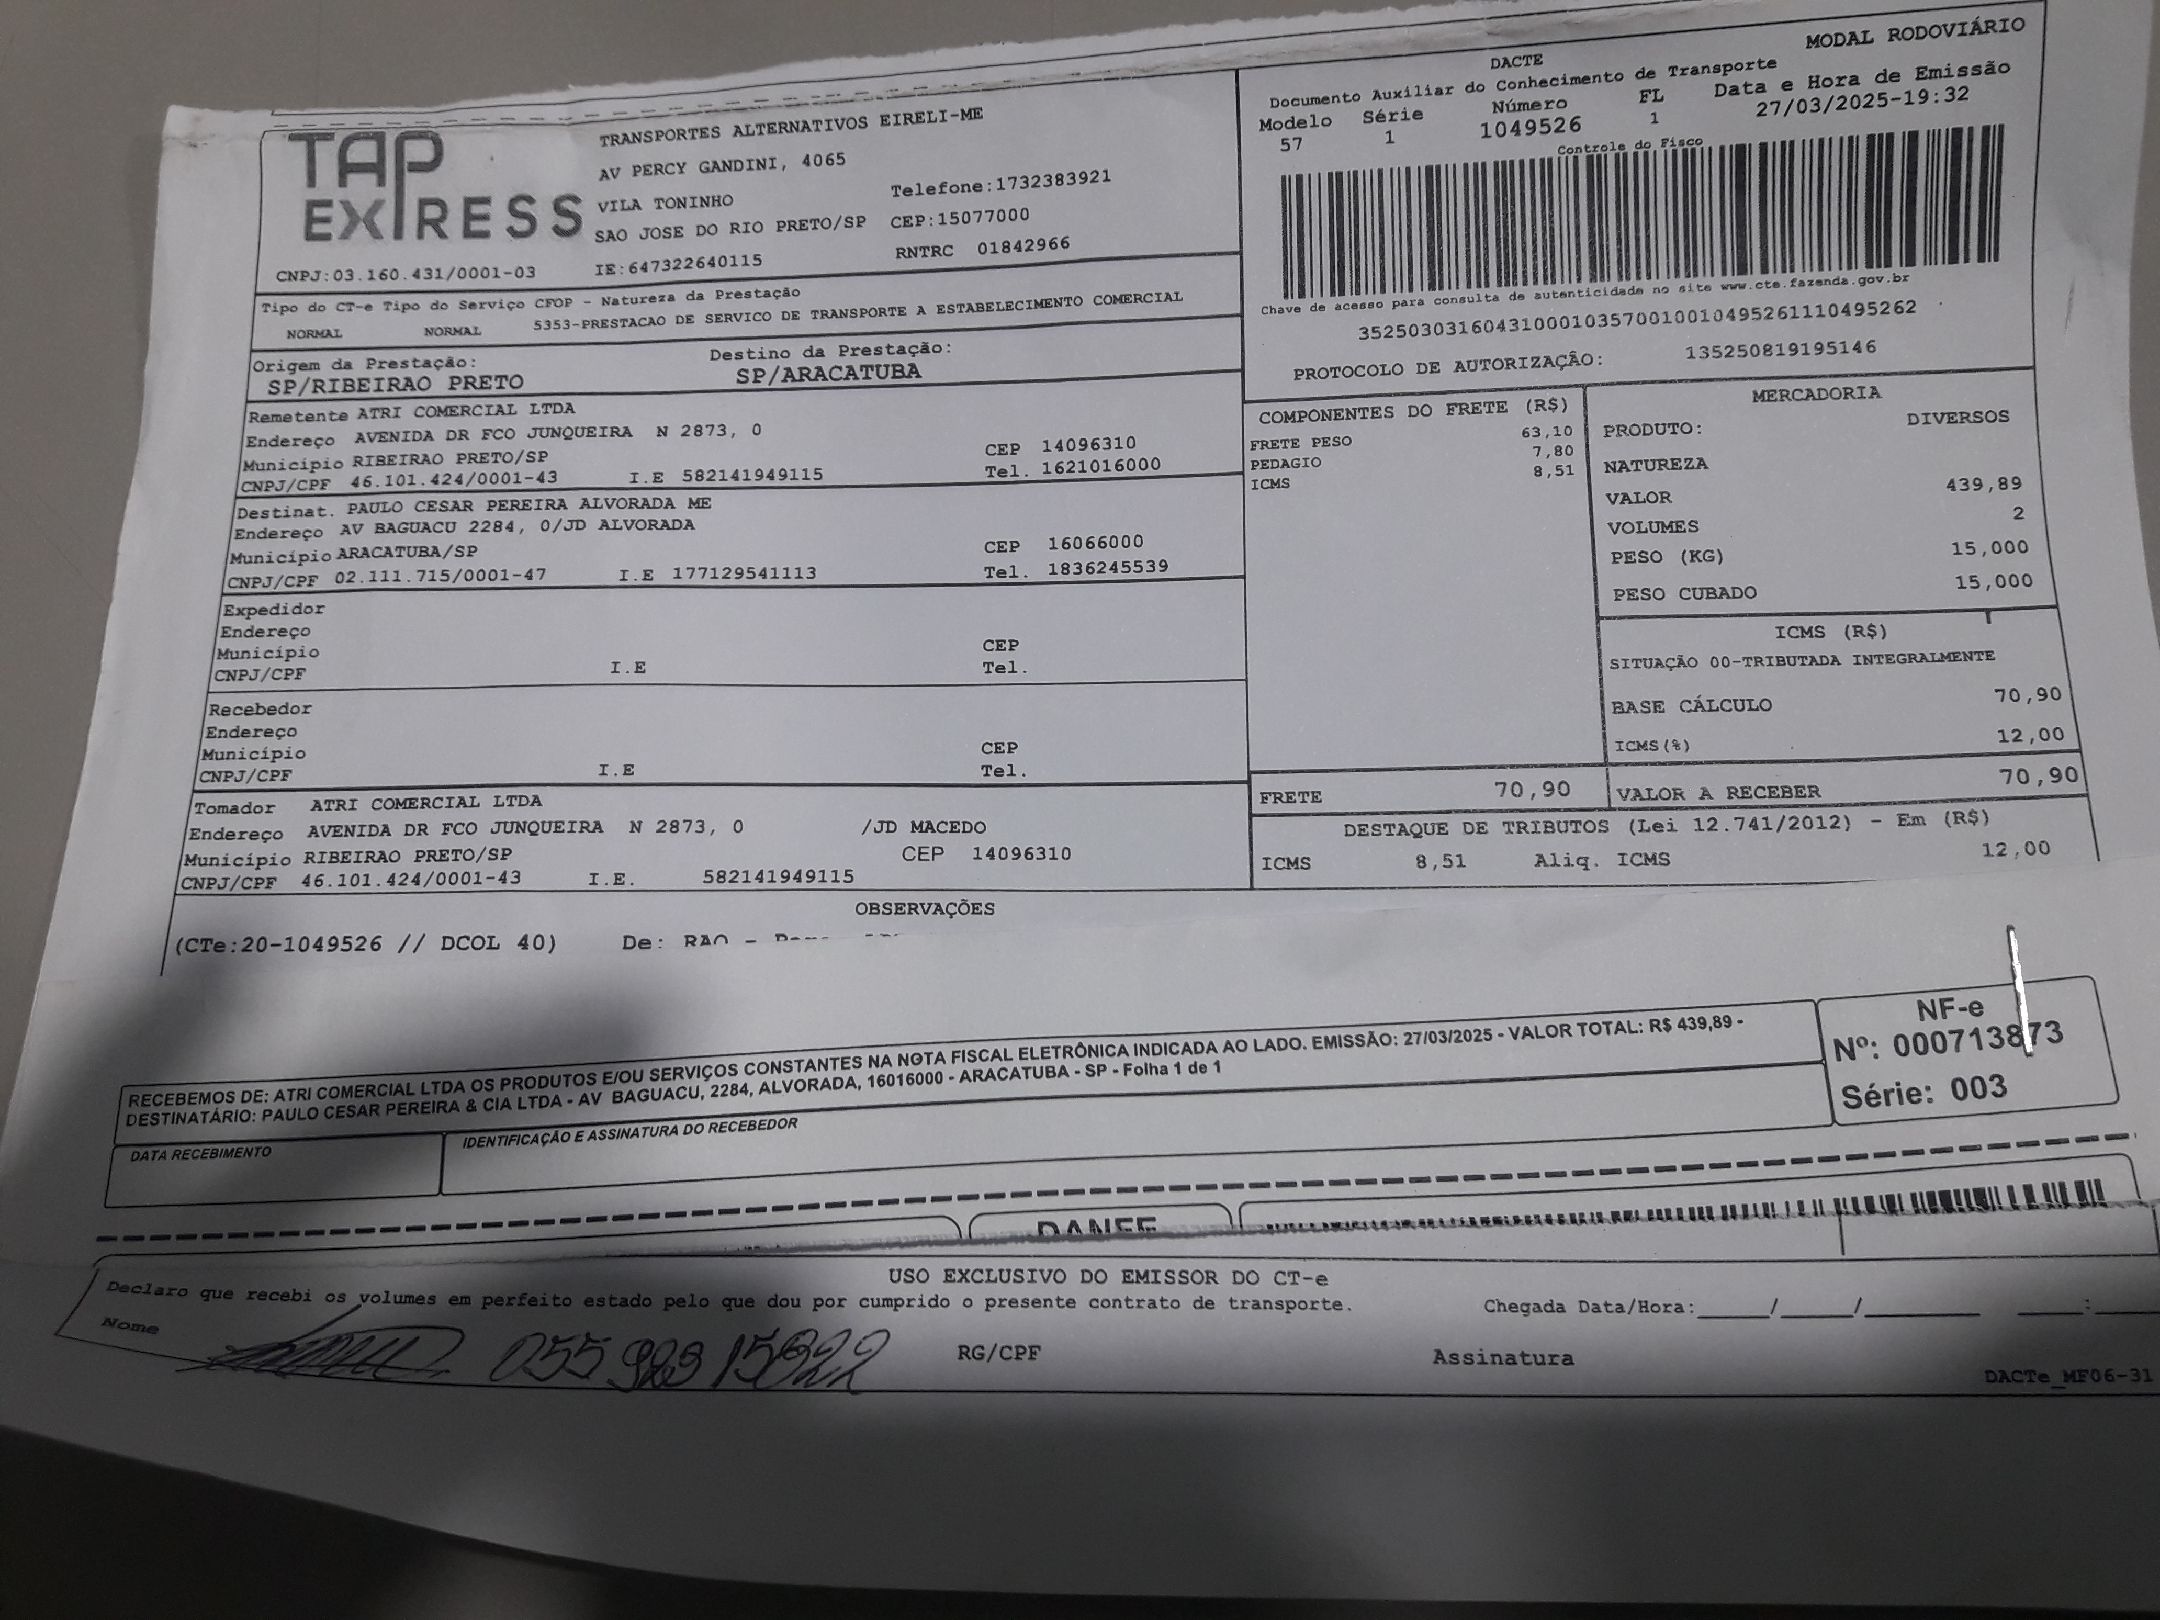 TAP EXPRESS
TRANSPORTES ALTERNATIVOS EIRELI-ME
AV PERCY GANDINI, 4065
VILA TONINHO Telefone:1732383921
SAO JOSE DO RIO PRETO/SP CEP:15077000
CNPJ:03.160.431/0001-03 IE:647322640115 RNTRC 01842966
Tipo do CT-e Tipo do Serviço CFOP - Natureza da Prestação
NORMAL NORMAL 5353-PRESTACAO DE SERVICO DE TRANSPORTE A ESTABELECIMENTO COMERCIAL
Origem da Prestação: Destino da Prestação:
SP/RIBEIRAO PRETO SP/ARACATUBA
MODAL RODOVIÁRIO
DACTE
Documento Auxiliar do Conhecimento de Transporte
Modelo Série Número FL Data e Hora de Emissão
57 1 1049526 1 27/03/2025-19:32
Controle do Fisco
Chave de acesso para consulta de autenticidade no site www.cte.fazenda.gov.br
35250303160431000103570010010495261110495262
PROTOCOLO DE AUTORIZAÇÃO: 135250819195146
Remetente ATRI COMERCIAL LTDA
Endereço AVENIDA DR FCO JUNQUEIRA N 2873, 0
Município RIBEIRAO PRETO/SP CEP 14096310
CNPJ/CPF 46.101.424/0001-43 I.E 582141949115 Tel. 1621016000
Destinat. PAULO CESAR PEREIRA ALVORADA ME
Endereço AV BAGUACU 2284, 0/JD ALVORADA
Município ARACATUBA/SP CEP 16066000
CNPJ/CPF 02.111.715/0001-47 I.E 177129541113 Tel. 1836245539
Expedidor
Endereço
Município CEP
CNPJ/CPF I.E Tel.
Recebedor
Endereço
Município CEP
CNPJ/CPF I.E Tel.
Tomador ATRI COMERCIAL LTDA
Endereço AVENIDA DR FCO JUNQUEIRA N 2873, 0 /JD MACEDO
Município RIBEIRAO PRETO/SP CEP 14096310
CNPJ/CPF 46.101.424/0001-43 I.E. 582141949115
COMPONENTES DO FRETE (R$)
FRETE PESO 63,10
PEDAGIO 7,80
ICMS 8,51
MERCADORIA
PRODUTO: DIVERSOS
NATUREZA
VALOR 439,89
VOLUMES 2
PESO (KG) 15,000
PESO CUBADO 15,000
ICMS (R$)
SITUAÇÃO 00-TRIBUTADA INTEGRALMENTE
BASE CÁLCULO 70,90
ICMS(%) 12,00
FRETE 70,90 VALOR A RECEBER 70,90
DESTAQUE DE TRIBUTOS (Lei 12.741/2012) - Em (R$)
ICMS 8,51 Aliq. ICMS 12,00
OBSERVAÇÕES
(CTe:20-1049526 // DCOL 40) De: RAO -
RECEBEMOS DE: ATRI COMERCIAL LTDA OS PRODUTOS E/OU SERVIÇOS CONSTANTES NA NOTA FISCAL ELETRÔNICA INDICADA AO LADO. EMISSÃO: 27/03/2025 - VALOR TOTAL: R$ 439,89 -
DESTINATÁRIO: PAULO CESAR PEREIRA & CIA LTDA - AV BAGUACU, 2284, ALVORADA, 16016000 - ARACATUBA - SP - Folha 1 de 1
NF-e
Nº: 000713873
Série: 003
DATA RECEBIMENTO IDENTIFICAÇÃO E ASSINATURA DO RECEBEDOR
DANFE
USO EXCLUSIVO DO EMISSOR DO CT-e
Declaro que recebi os volumes em perfeito estado pelo que dou por cumprido o presente contrato de transporte. Chegada Data/Hora:_____/_____/_______ ____:____
Nome RG/CPF Assinatura
DACTe_MF06-31